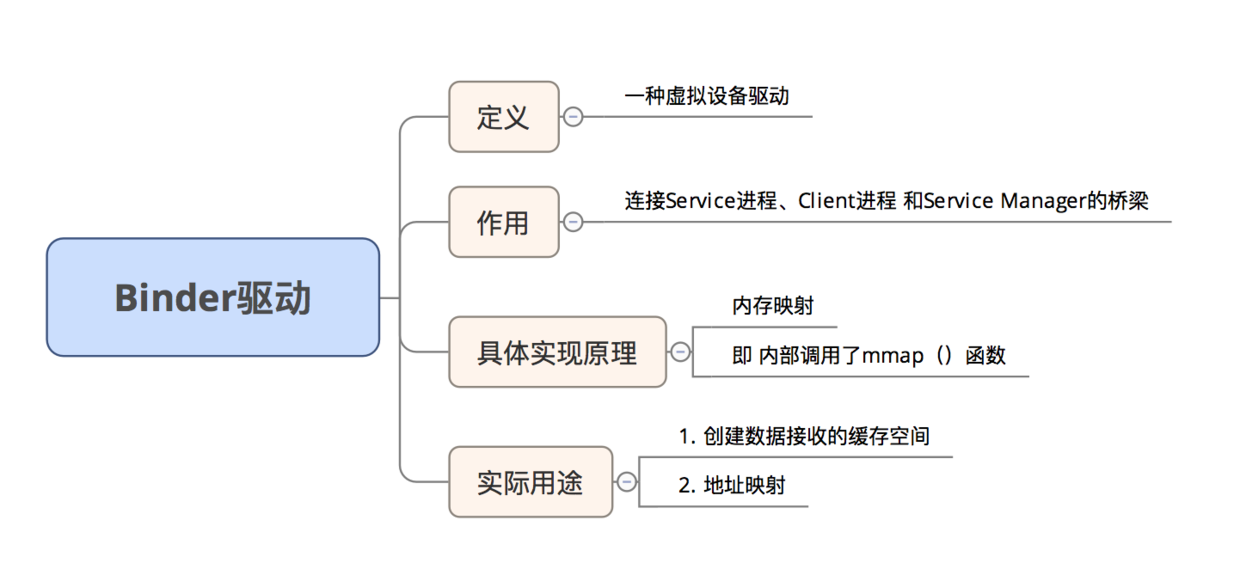 Binder驱动
定义
一种虚拟设备驱动
作用
连接Service进程、Client进程 和Service Manager的桥梁
具体实现原理
内存映射
即 内部调用了mmap（）函数
实际用途
1. 创建数据接收的缓存空间
2. 地址映射